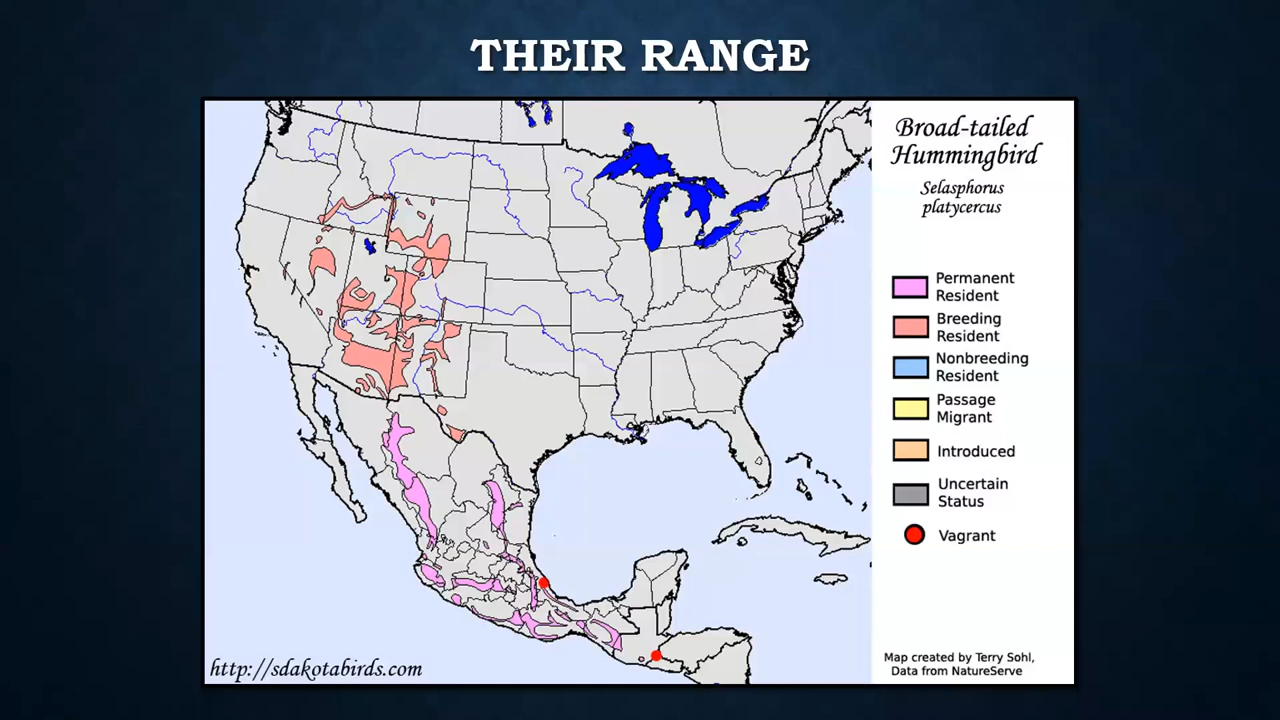 THEIR RANGE
Broad-tailed
Hummingbird
Selasphorus
platycercus
Permanent
Resident
Breeding
Resident
Nonbreeding
Resident
Passage
Migrant
Introduced
Uncertain
Status
Vagrant
Map created by Terry Sohl,
Data from NatureServe
http://sdakotabirds.com